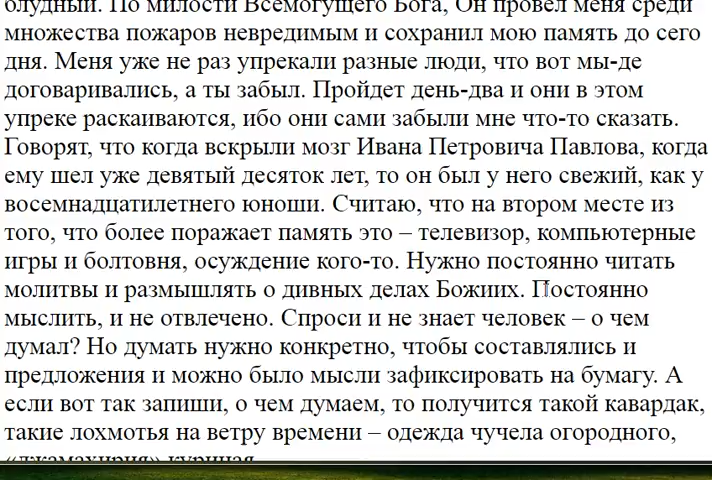 блудный. По милости Всемогущего Бога, Он провел меня среди
множества пожаров невредимым и сохранил мою память до сего
дня. Меня уже не раз упрекали разные люди, что вот мы-де
договаривались, а ты забыл. Пройдет день-два и они в этом
упреке раскаиваются, ибо они сами забыли мне что-то сказать.
Говорят, что когда вскрыли мозг Ивана Петровича Павлова, когда
ему шел уже девятый десяток лет, то он был у него свежий, как у
восемнадцатилетнего юноши. Считаю, что на втором месте из
того, что более поражает память это – телевизор, компьютерные
игры и болтовня, осуждение кого-то. Нужно постоянно читать
молитвы и размышлять о дивных делах Божиих. Постоянно
мыслить, и не отвлечено. Спроси и не знает человек – о чем
думал? Но думать нужно конкретно, чтобы составлялись и
предложения и можно было мысли зафиксировать на бумагу. А
если вот так запиши, о чем думаем, то получится такой кавардак,
такие лохмотья на ветру времени – одежда чучела огородного,
«джамахирия» куриная